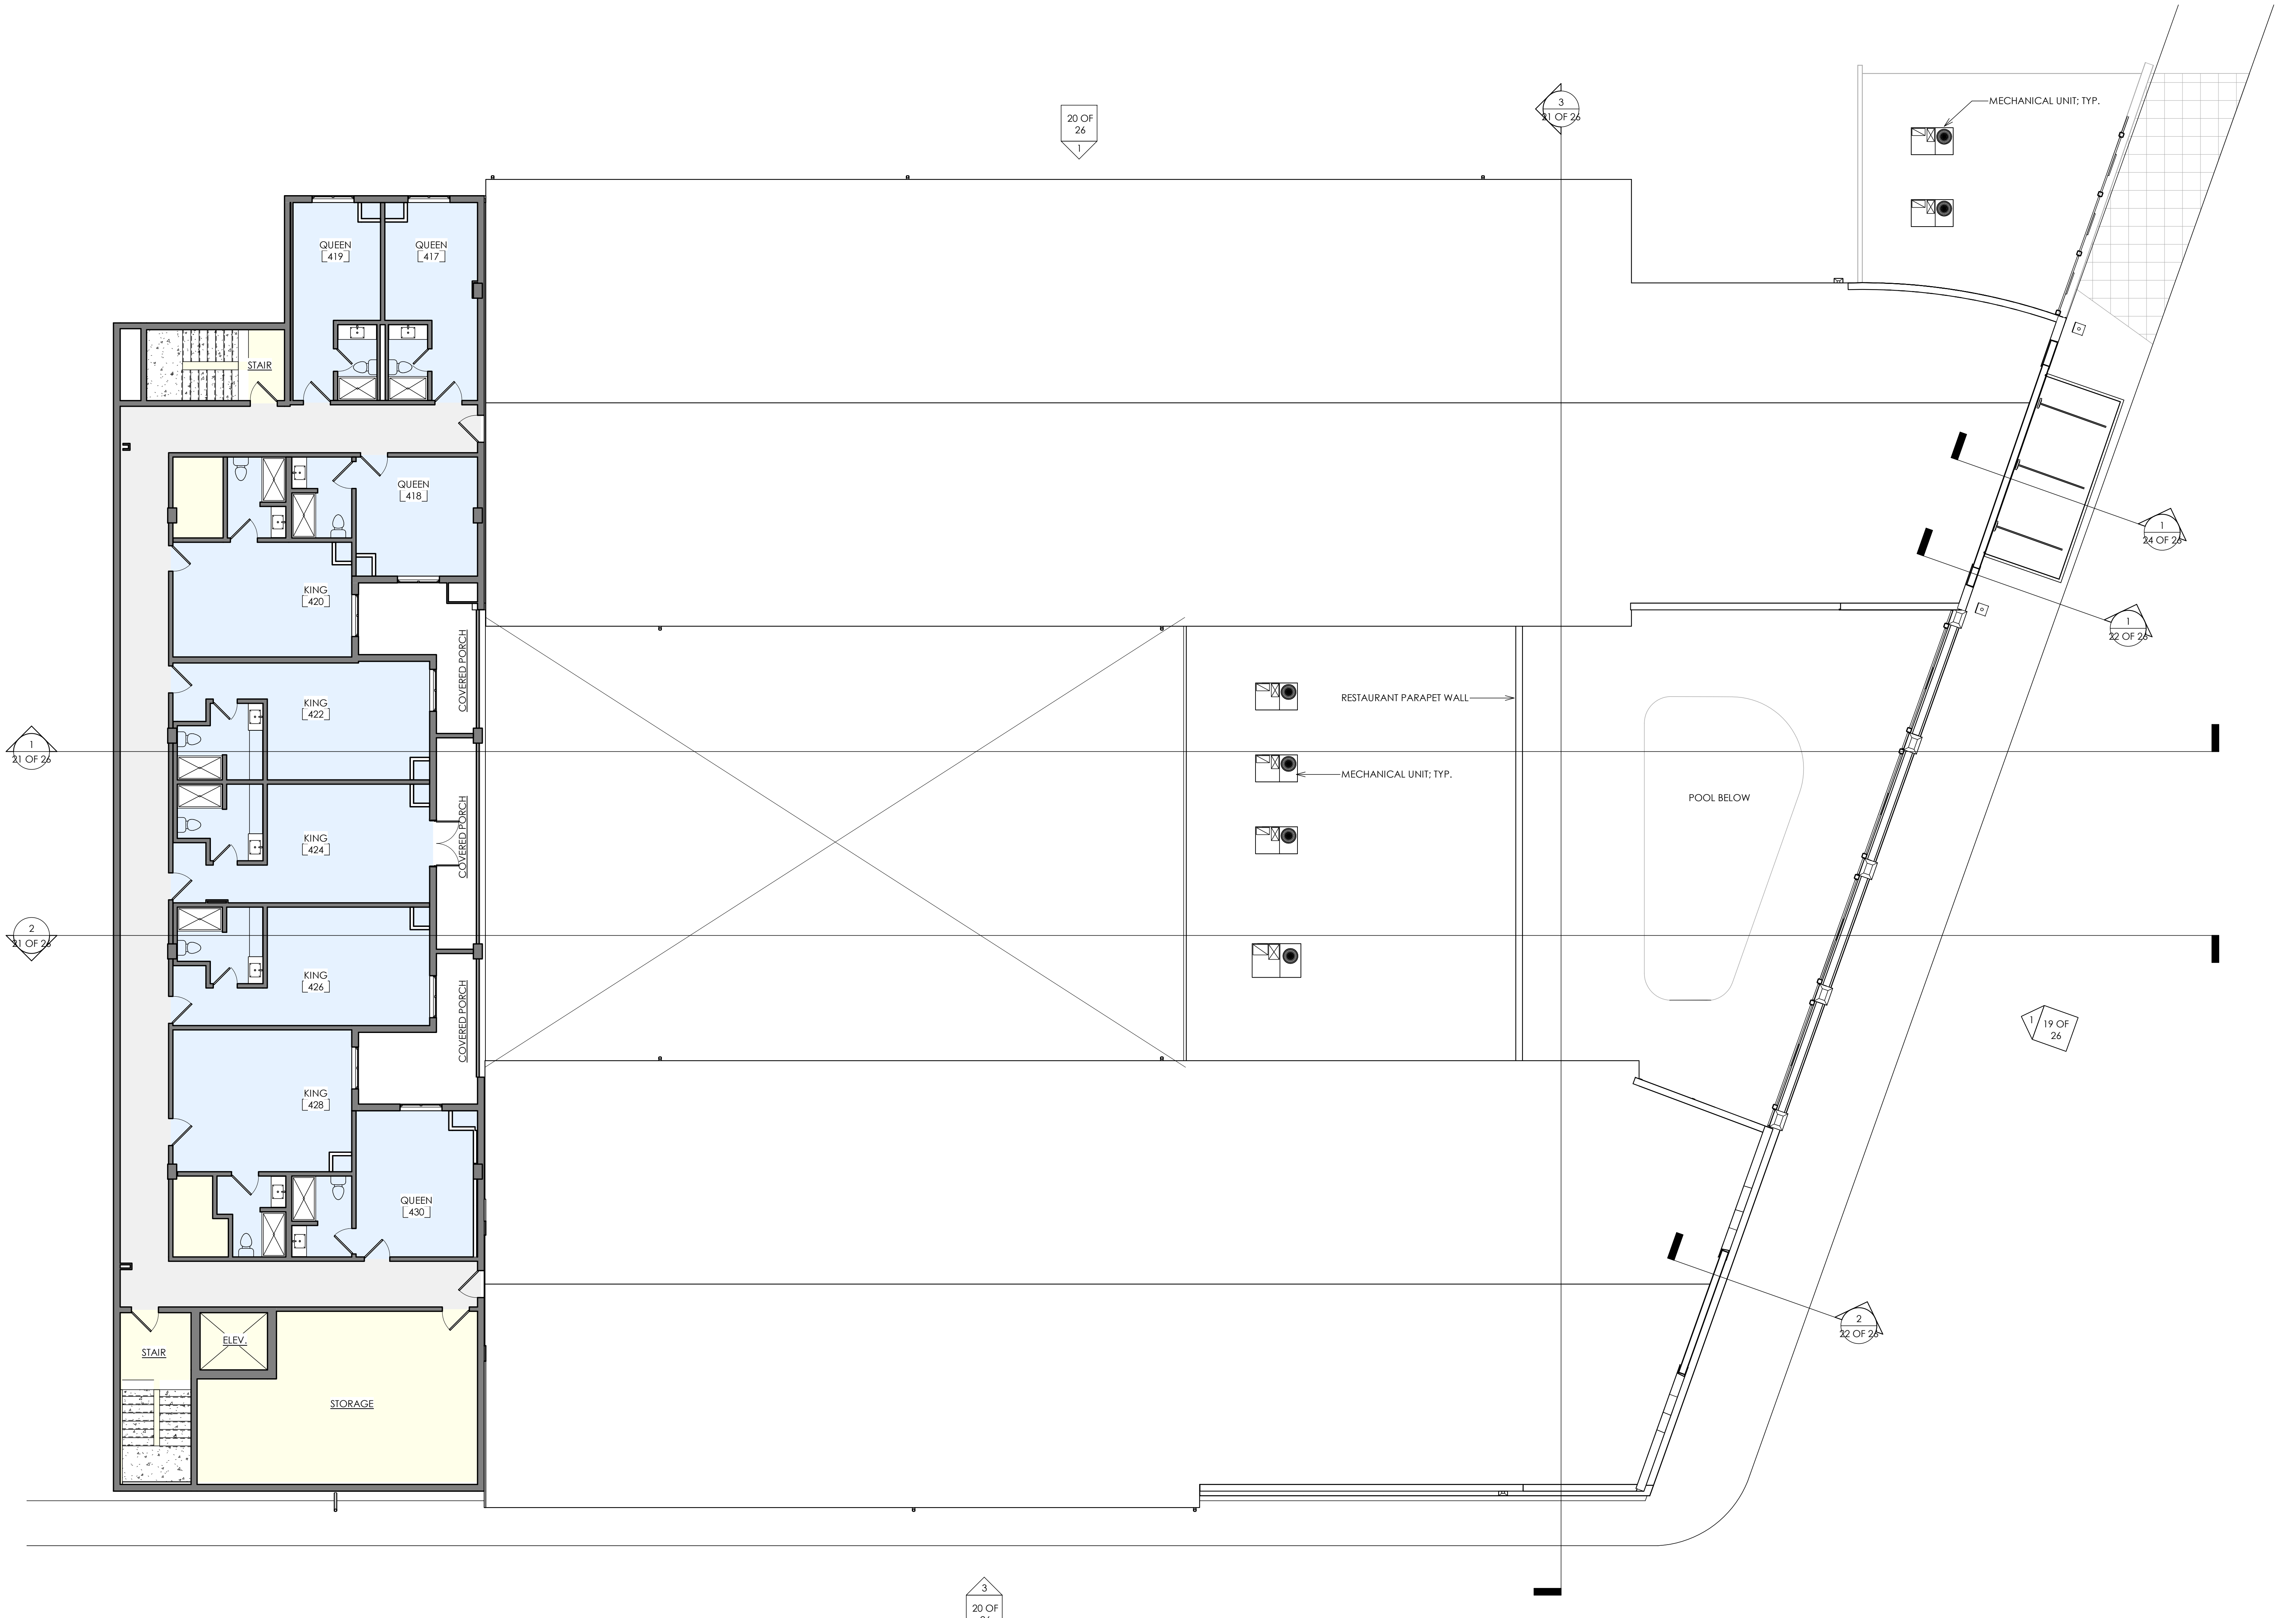 3
21 OF 26
MECHANICAL UNIT; TYP.
20 OF
26
1
QUEEN
419
QUEEN
417
STAIR
QUEEN
418
1
24 OF 26
KING
420
1
22 OF 26
COVERED PORCH
KING
422
RESTAURANT PARAPET WALL
1
21 OF 26
MECHANICAL UNIT; TYP.
POOL BELOW
KING
424
COVERED PORCH
2
21 OF 26
KING
426
COVERED PORCH
1
19 OF
26
KING
428
QUEEN
430
2
22 OF 26
ELEV.
STAIR
STORAGE
3
20 OF